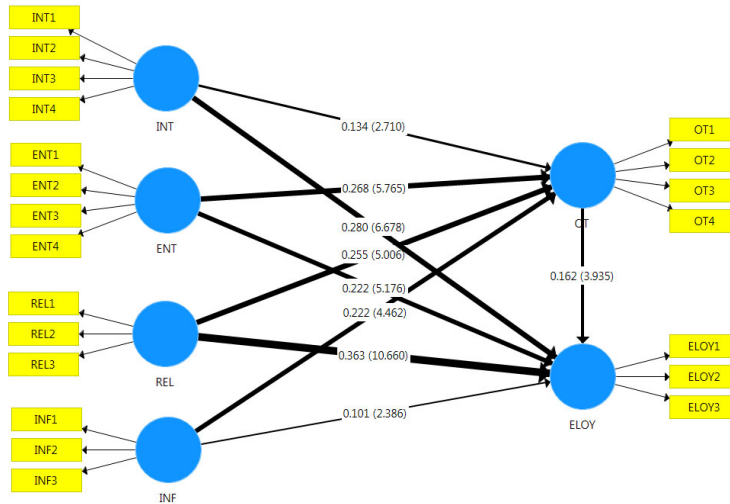 INT1
INT2
INT3
INT4
INT
ENT1
ENT2
ENT3
ENT4
ENT
REL1
REL2
REL3
REL
INF1
INF2
INF3
INF
0.134 (2.710)
0.268 (5.765)
0.280 (6.678)
0.255 (5.006)
0.222 (5.176)
0.222 (4.462)
0.363 (10.660)
0.101 (2.386)
OT
0.162 (3.935)
ELOY
OT1
OT2
OT3
OT4
ELOY1
ELOY2
ELOY3